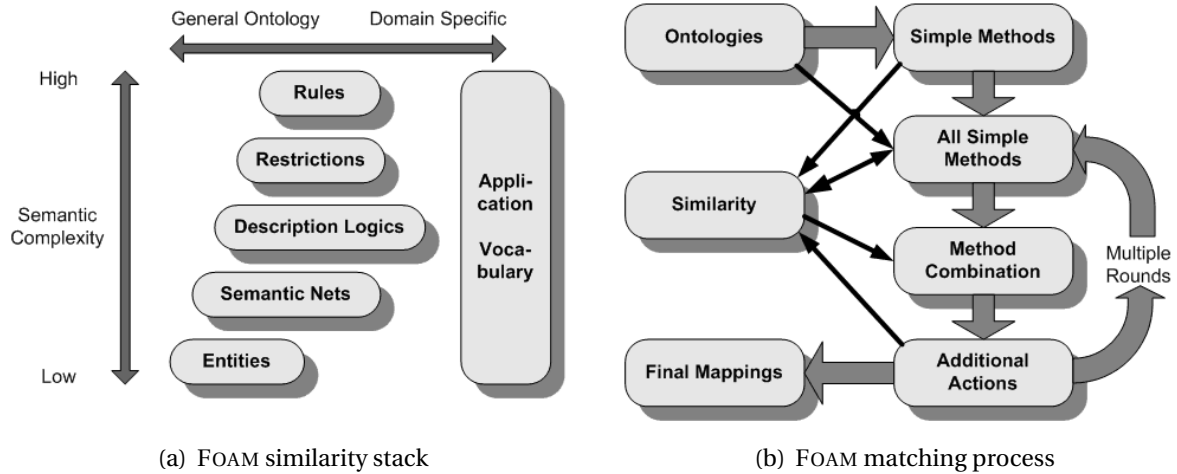 General Ontology
Domain Specific
High
Semantic
Complexity
Low
Rules
Restrictions
Description Logics
Semantic Nets
Entities
Appli-
cation
Voca-
bulary
(a) FOAM similarity stack
Ontologies
Simple Methods
All Simple
Methods
Similarity
Method
Combination
Multiple
Rounds
Final Mappings
Additional
Actions
(b) FOAM matching process